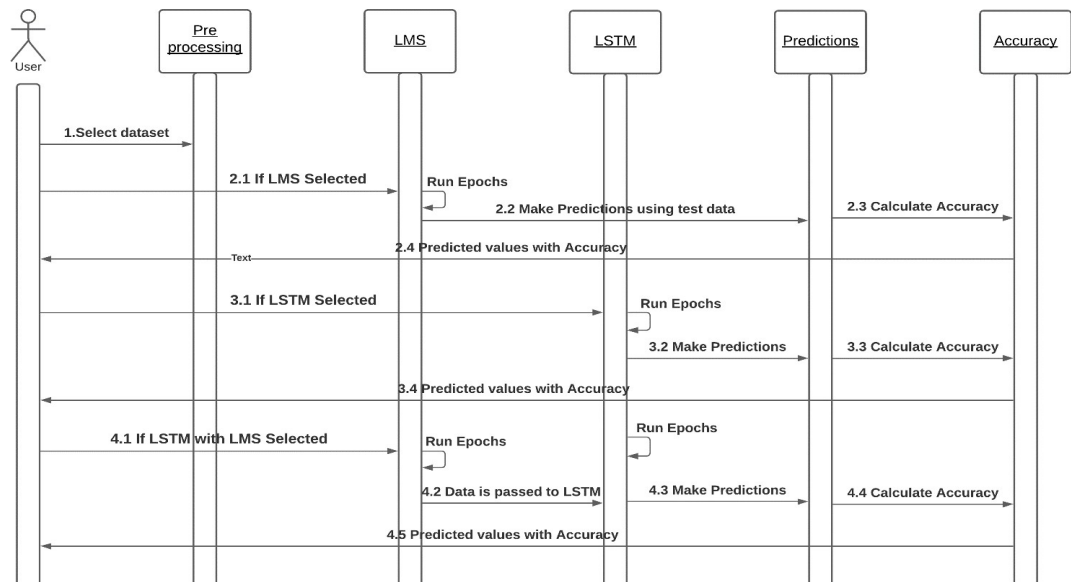 User
Pre
processing
LMS
LSTM
Predictions
Accuracy
1.Select dataset
2.1 If LMS Selected
Run Epochs
2.2 Make Predictions using test data
2.3 Calculate Accuracy
2.4 Predicted values with Accuracy
Text
3.1 If LSTM Selected
Run Epochs
3.2 Make Predictions
3.3 Calculate Accuracy
3.4 Predicted values with Accuracy
4.1 If LSTM with LMS Selected
Run Epochs
Run Epochs
4.2 Data is passed to LSTM
4.3 Make Predictions
4.4 Calculate Accuracy
4.5 Predicted values with Accuracy